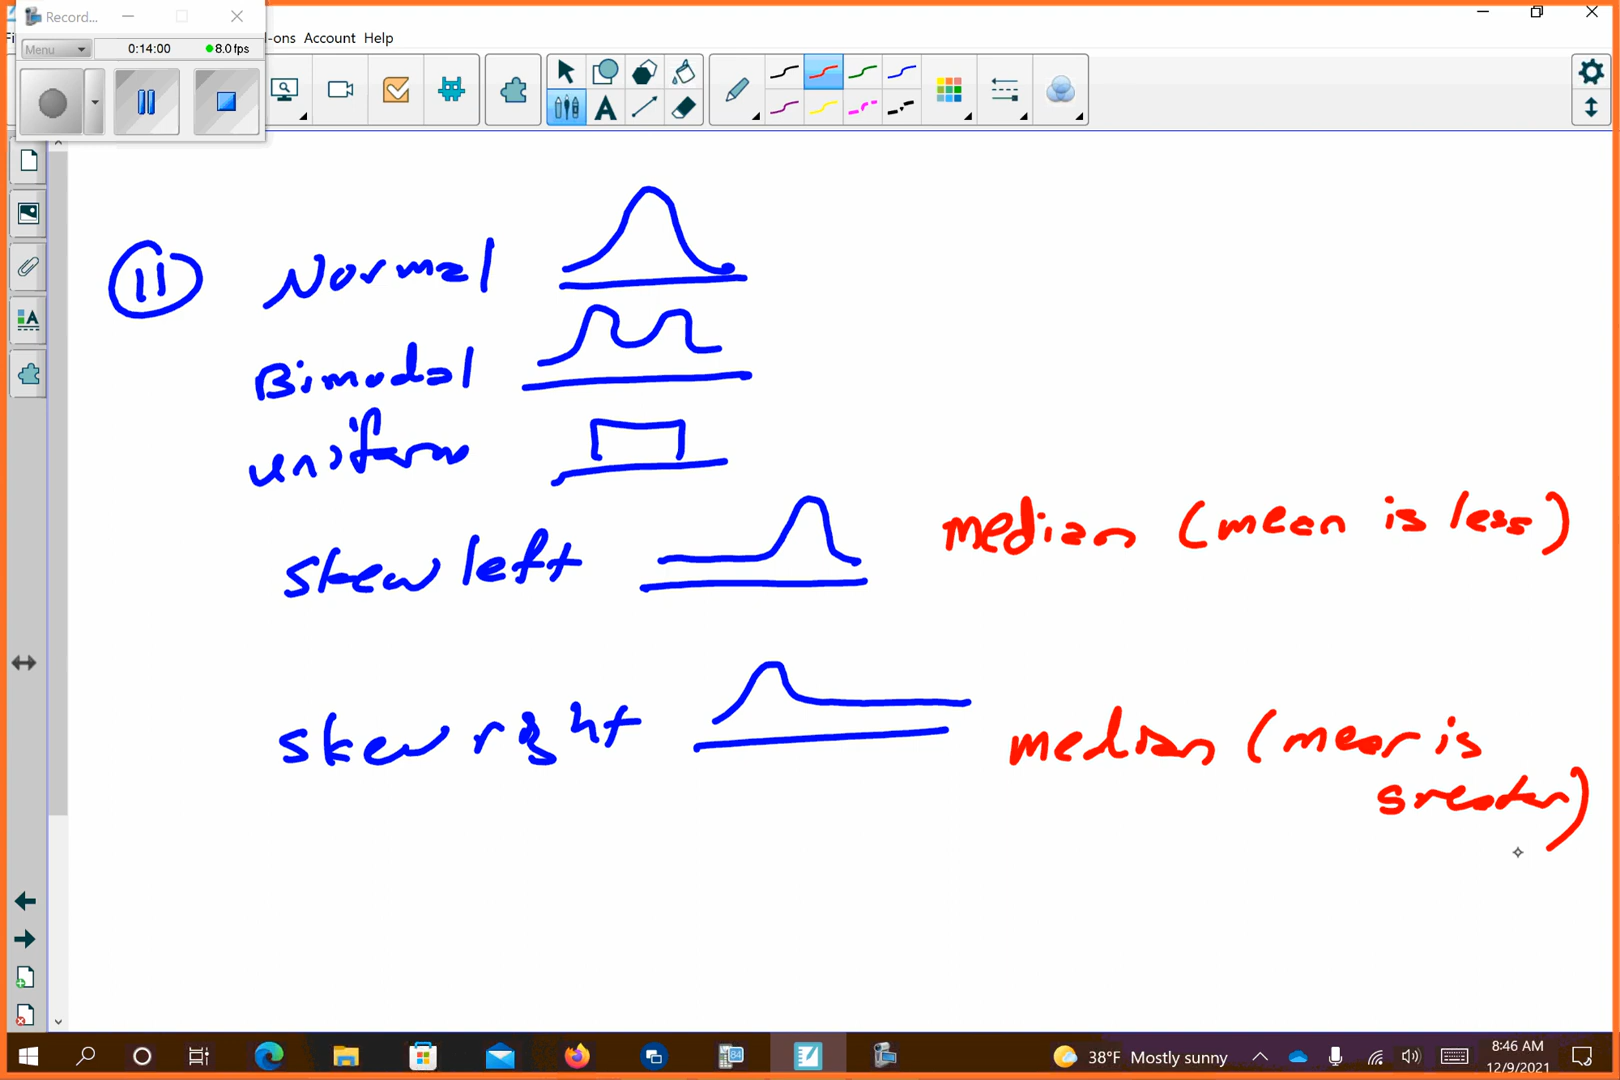 Record...
Menu
0:14:00
8.0 fps
-ons Account Help
11 Normal
Bimodal
uniform
skew left median (mean is less)
skew right median (mean is
greater)
38°F Mostly sunny
8:46 AM
12/9/2021